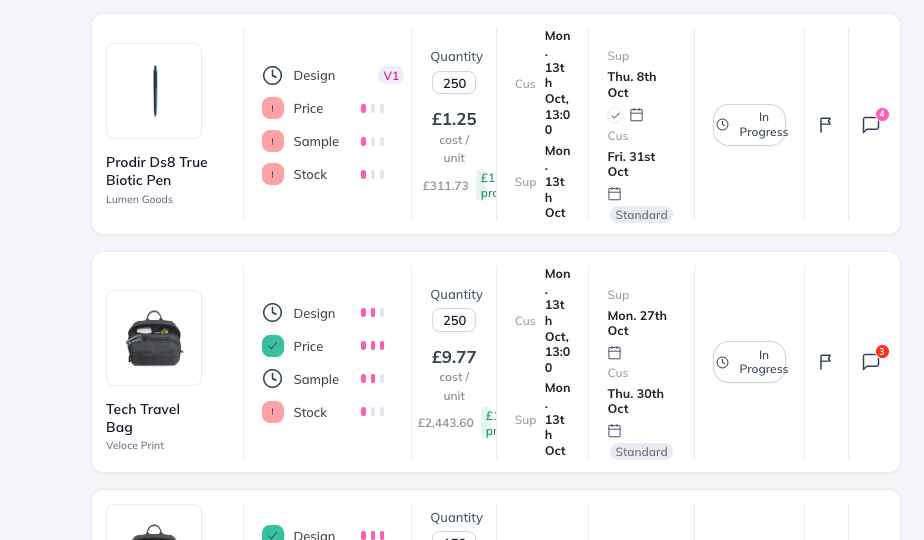 Design
V1
Price
Sample
Stock
Prodir Ds8 True
Biotic Pen
Lumen Goods
Quantity
250
£1.25
cost /
unit
£311.73
Cus
Mon
.
13t
h
Oct,
13:0
0
Sup
Mon
.
13t
h
Oct
Sup
Thu. 8th
Oct
Cus
Fri. 31st
Oct
Standard
In
Progress
4
Design
Price
Sample
Stock
Tech Travel
Bag
Veloce Print
Quantity
250
£9.77
cost /
unit
£2,443.60
Cus
Mon
.
13t
h
Oct,
13:0
0
Sup
Mon
.
13t
h
Oct
Sup
Mon. 27th
Oct
Cus
Thu. 30th
Oct
Standard
In
Progress
3
Design
Quantity